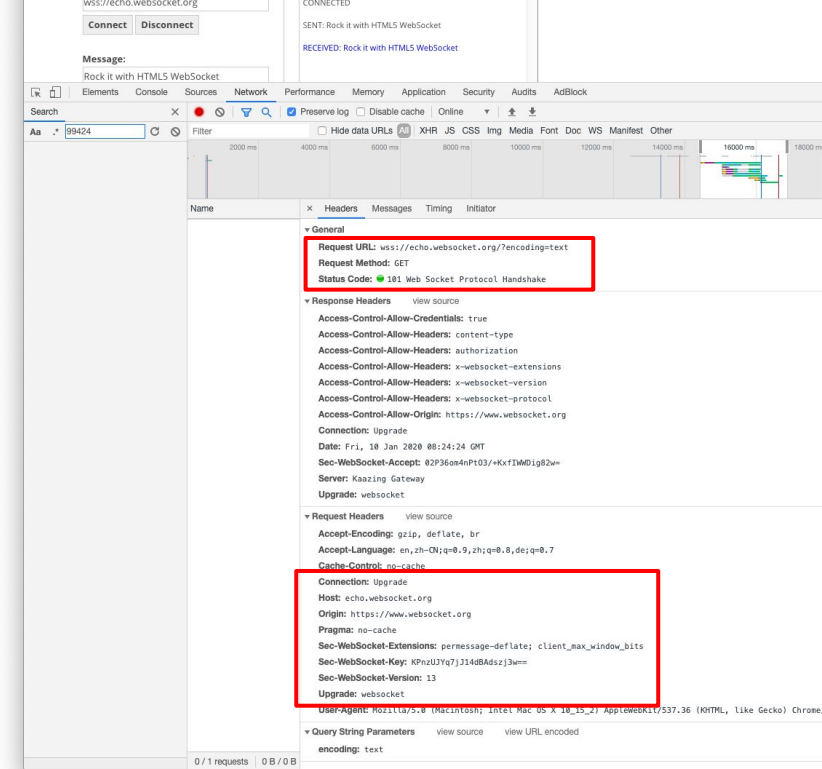 wss://echo.websocket.org
CONNECTED
Connect Disconnect
SENT: Rock it with HTML5 WebSocket
RECEIVED: Rock it with HTML5 WebSocket
Message:
Rock it with HTML5 WebSocket
Elements Console Sources Network Performance Memory Application Security Audits AdBlock
Search × Preserve log Disable cache Online
Aa .* 99424 Filter Hide data URLs All XHR JS CSS Img Media Font Doc WS Manifest Other
2000 ms 4000 ms 6000 ms 8000 ms 10000 ms 12000 ms 14000 ms 16000 ms 18000 m
Name × Headers Messages Timing Initiator
General
Request URL: wss://echo.websocket.org/?encoding=text
Request Method: GET
Status Code: 101 Web Socket Protocol Handshake
Response Headers view source
Access-Control-Allow-Credentials: true
Access-Control-Allow-Headers: content-type
Access-Control-Allow-Headers: authorization
Access-Control-Allow-Headers: x-websocket-extensions
Access-Control-Allow-Headers: x-websocket-version
Access-Control-Allow-Headers: x-websocket-protocol
Access-Control-Allow-Origin: https://www.websocket.org
Connection: Upgrade
Date: Fri, 10 Jan 2020 08:24:24 GMT
Sec-WebSocket-Accept: 02P36om4nPtO3/+KxfIWWDig82w=
Server: Kaazing Gateway
Upgrade: websocket
Request Headers view source
Accept-Encoding: gzip, deflate, br
Accept-Language: en,zh-CN;q=0.9,zh;q=0.8,de;q=0.7
Cache-Control: no-cache
Connection: Upgrade
Host: echo.websocket.org
Origin: https://www.websocket.org
Pragma: no-cache
Sec-WebSocket-Extensions: permessage-deflate; client_max_window_bits
Sec-WebSocket-Key: KPnzUJYq7jJ14dBAdszj3w==
Sec-WebSocket-Version: 13
Upgrade: websocket
User-Agent: Mozilla/5.0 (Macintosh; Intel Mac OS X 10_15_2) AppleWebKit/537.36 (KHTML, like Gecko) Chrome/
Query String Parameters view source view URL encoded
encoding: text
0 / 1 requests 0 B / 0 B